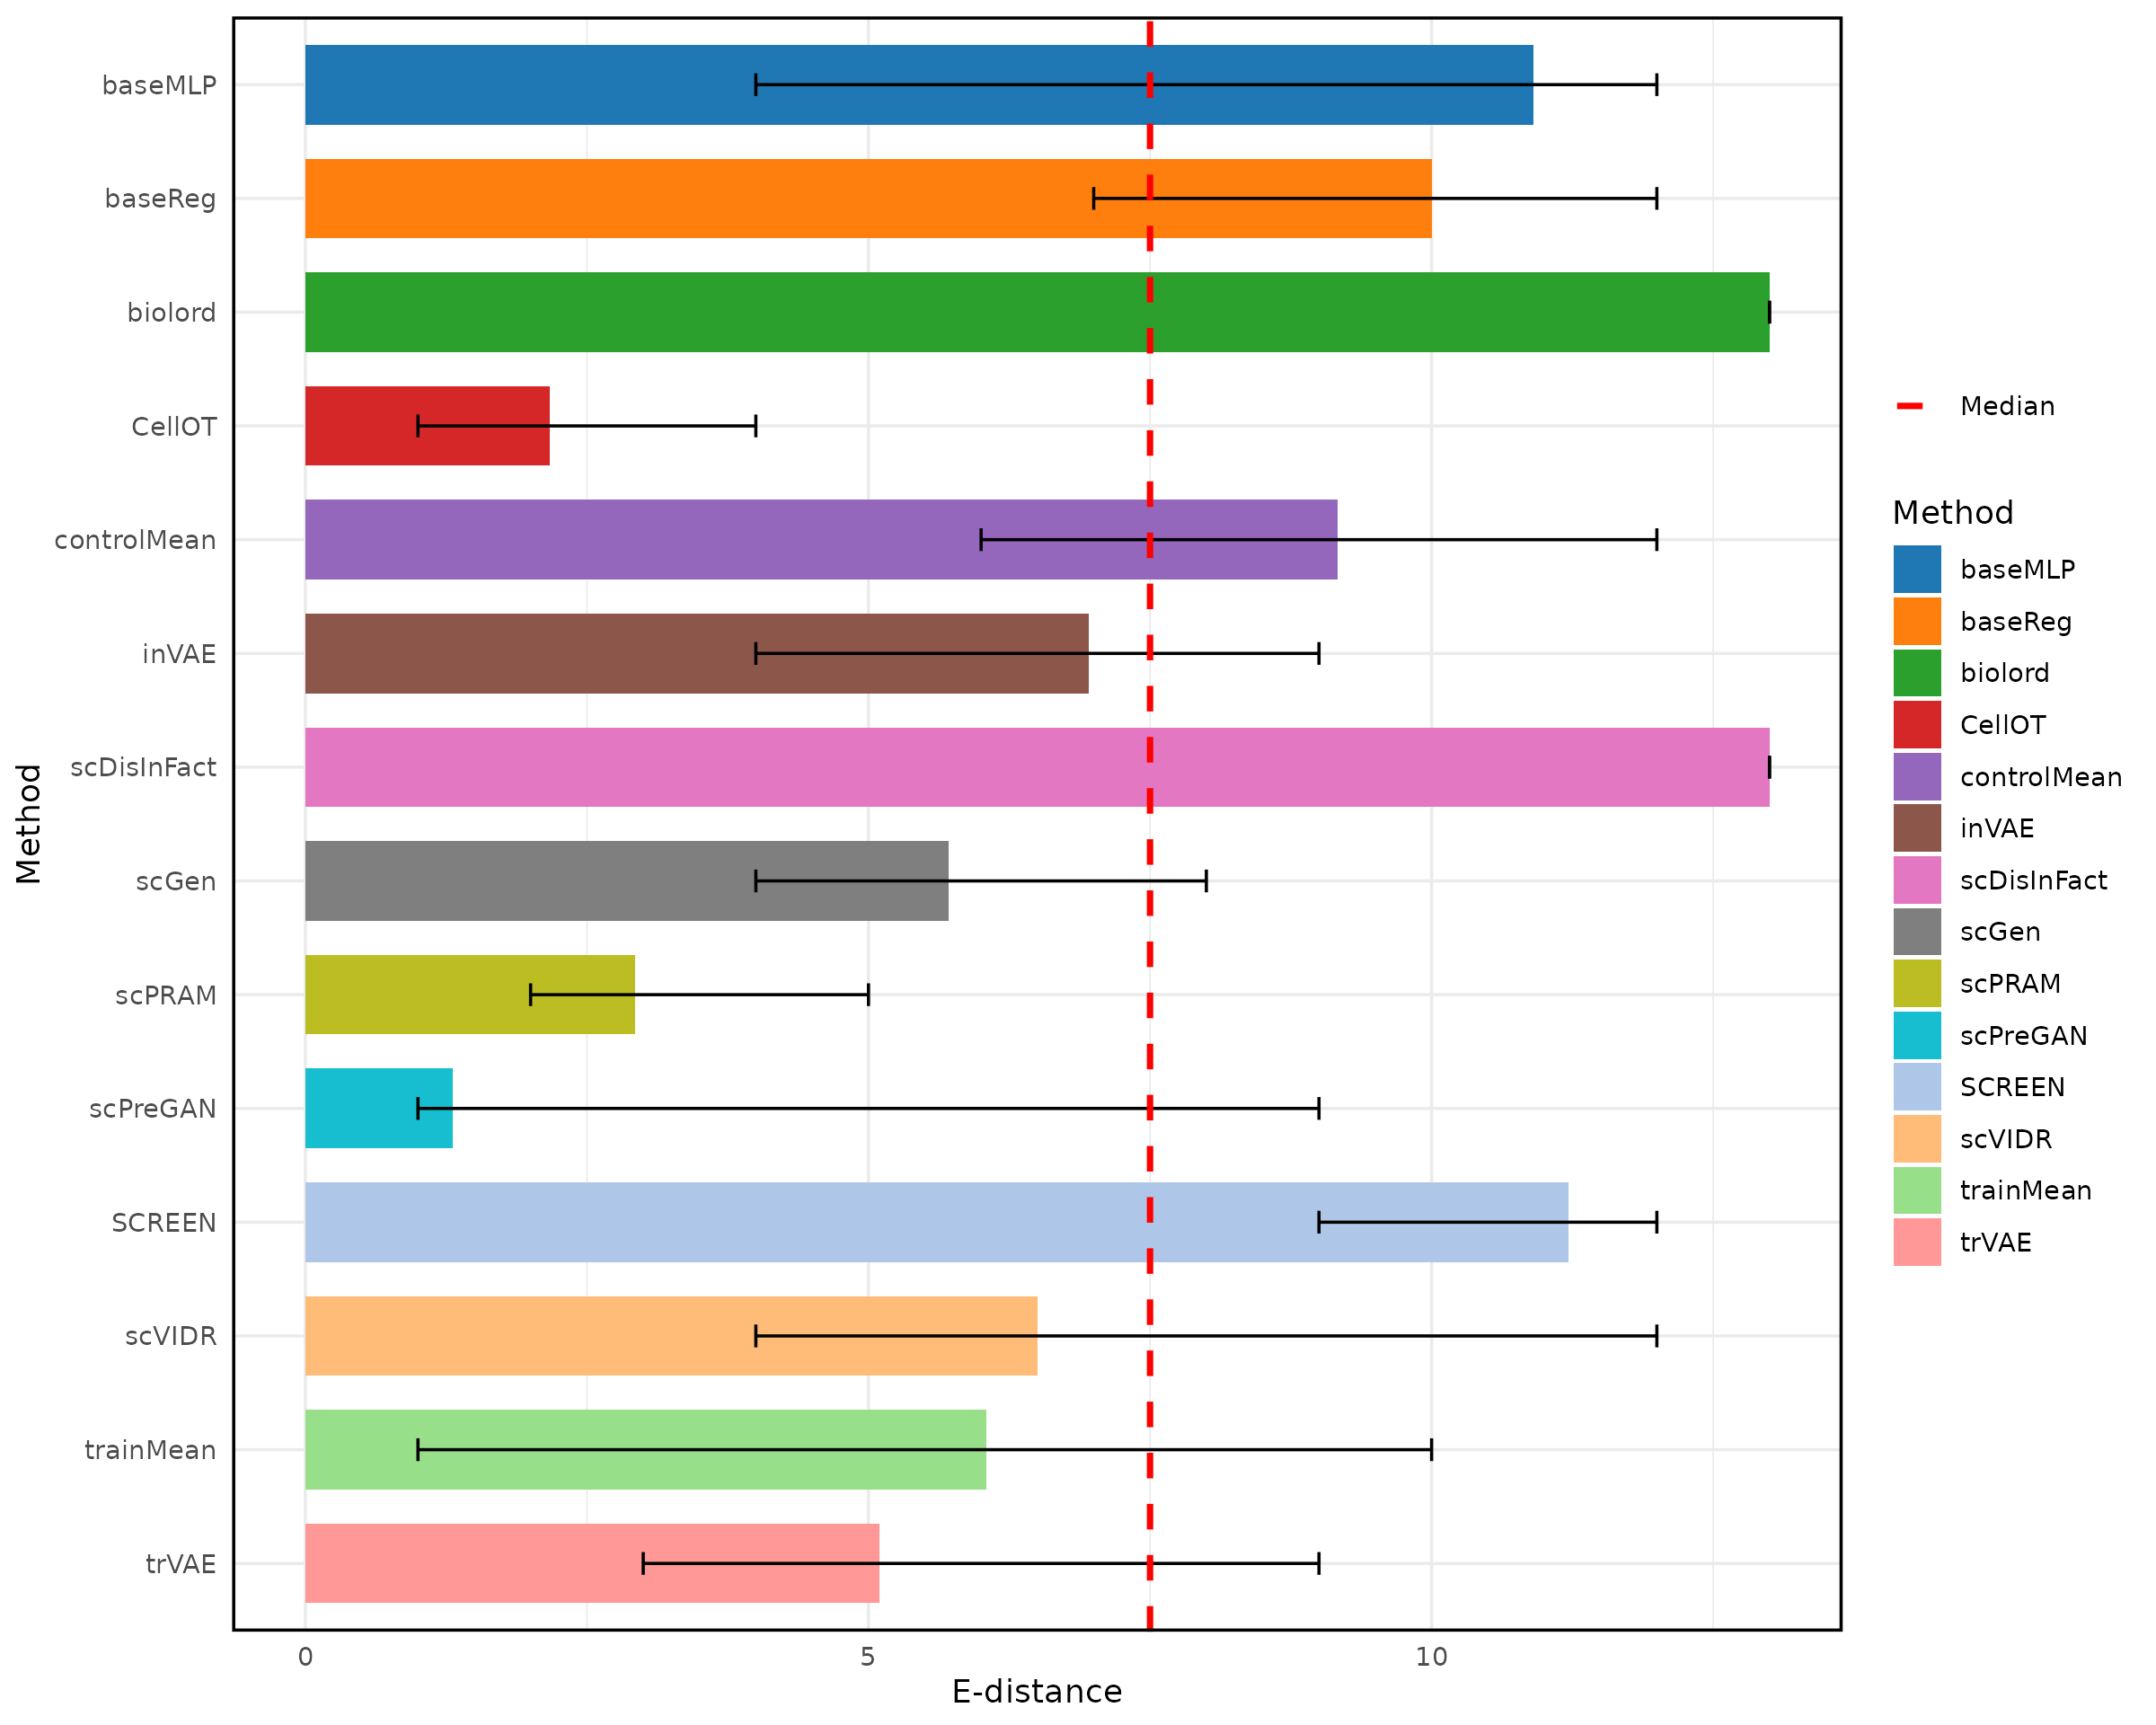 baseMLP
baseReg
biolord
CellOT
controlMean
inVAE
scDisInFact
scGen
scPRAM
scPreGAN
SCREEN
scVIDR
trainMean
trVAE
Method
0 5 10
E-distance
Median
Method
baseMLP
baseReg
biolord
CellOT
controlMean
inVAE
scDisInFact
scGen
scPRAM
scPreGAN
SCREEN
scVIDR
trainMean
trVAE